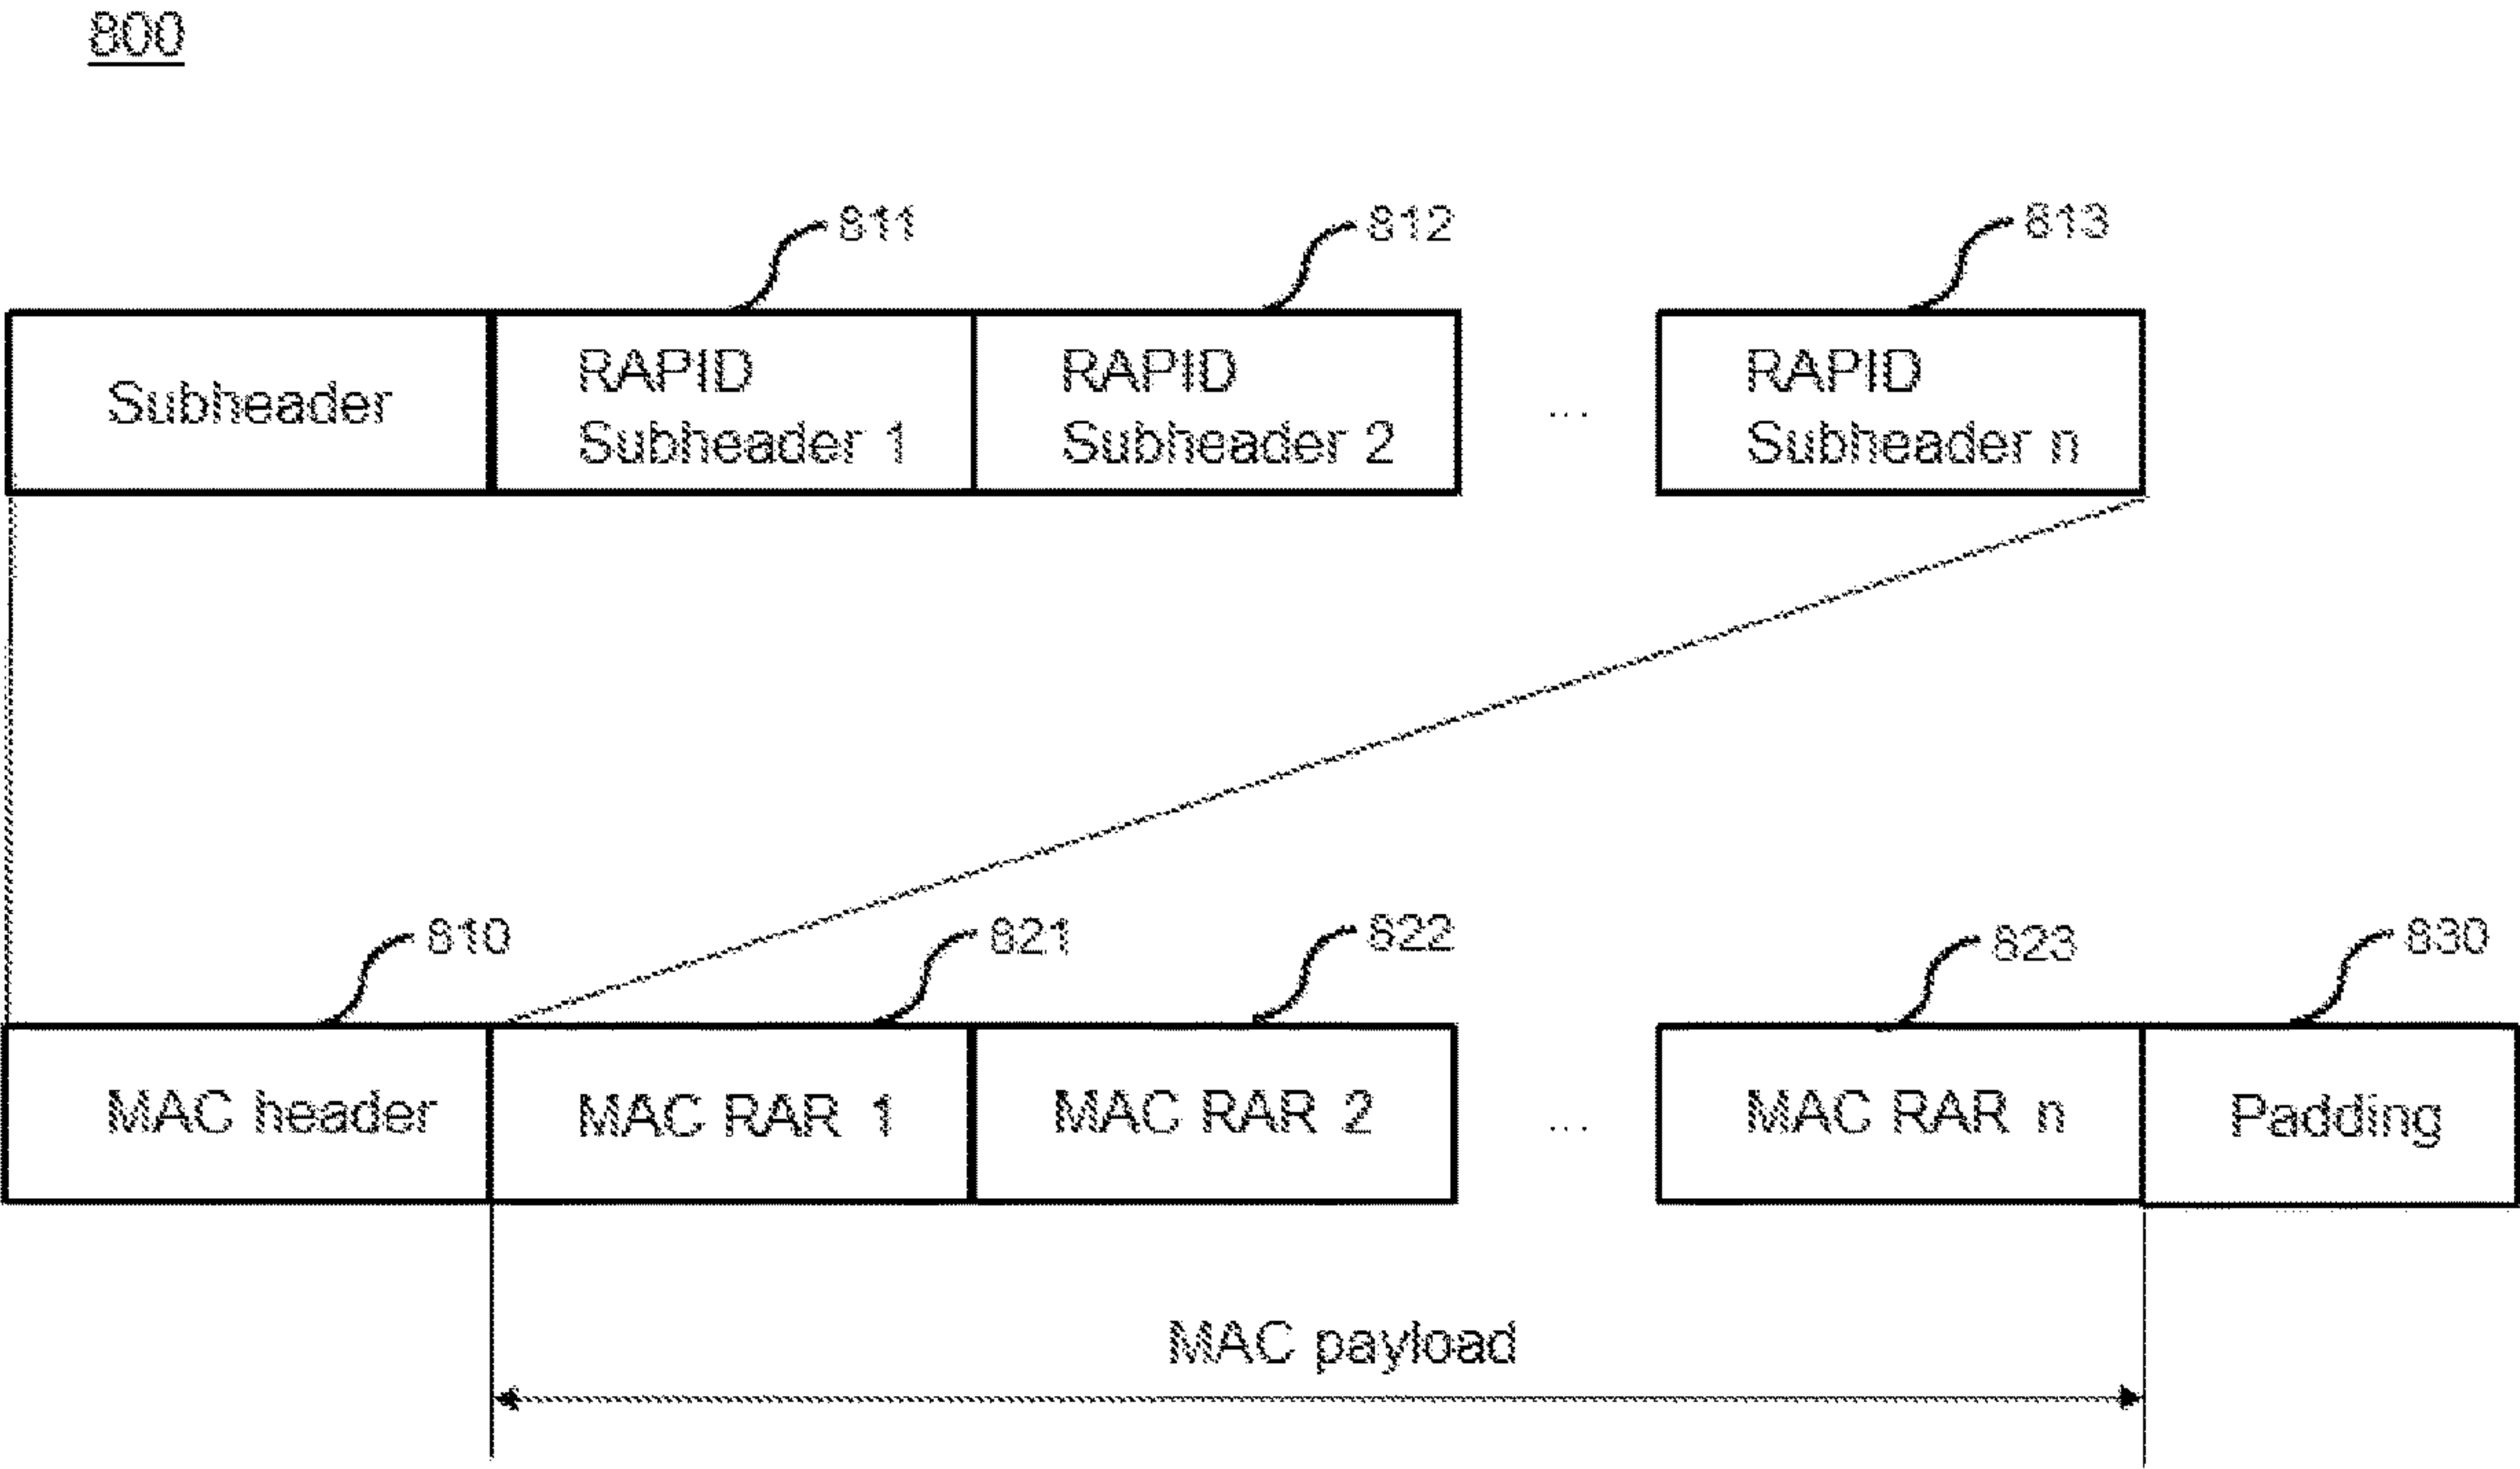 800
811
812
813
Subheader
RAPID
Subheader 1
RAPID
Subheader 2
...
RAPID
Subheader n
810
821
822
823
830
MAC header
MAC RAR 1
MAC RAR 2
...
MAC RAR n
Padding
MAC payload